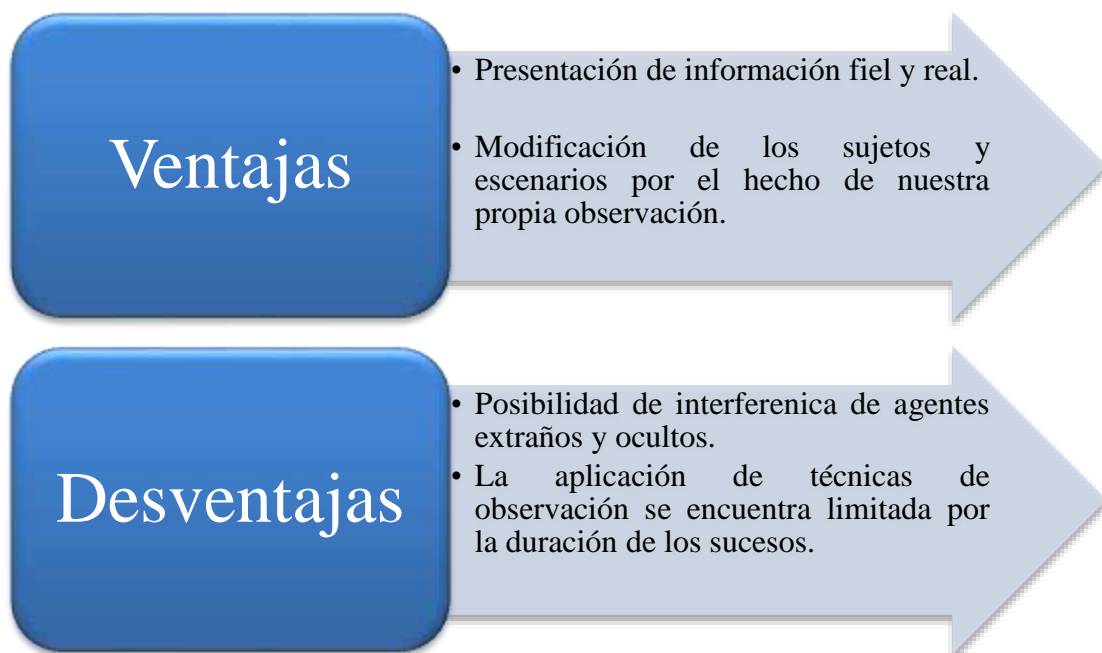 Ventajas
• Presentación de información fiel y real.
• Modificación de los sujetos y
escenarios por el hecho de nuestra
propia observación.
Desventajas
• Posibilidad de interferenica de agentes
extraños y ocultos.
• La aplicación de técnicas de
observación se encuentra limitada por
la duración de los sucesos.